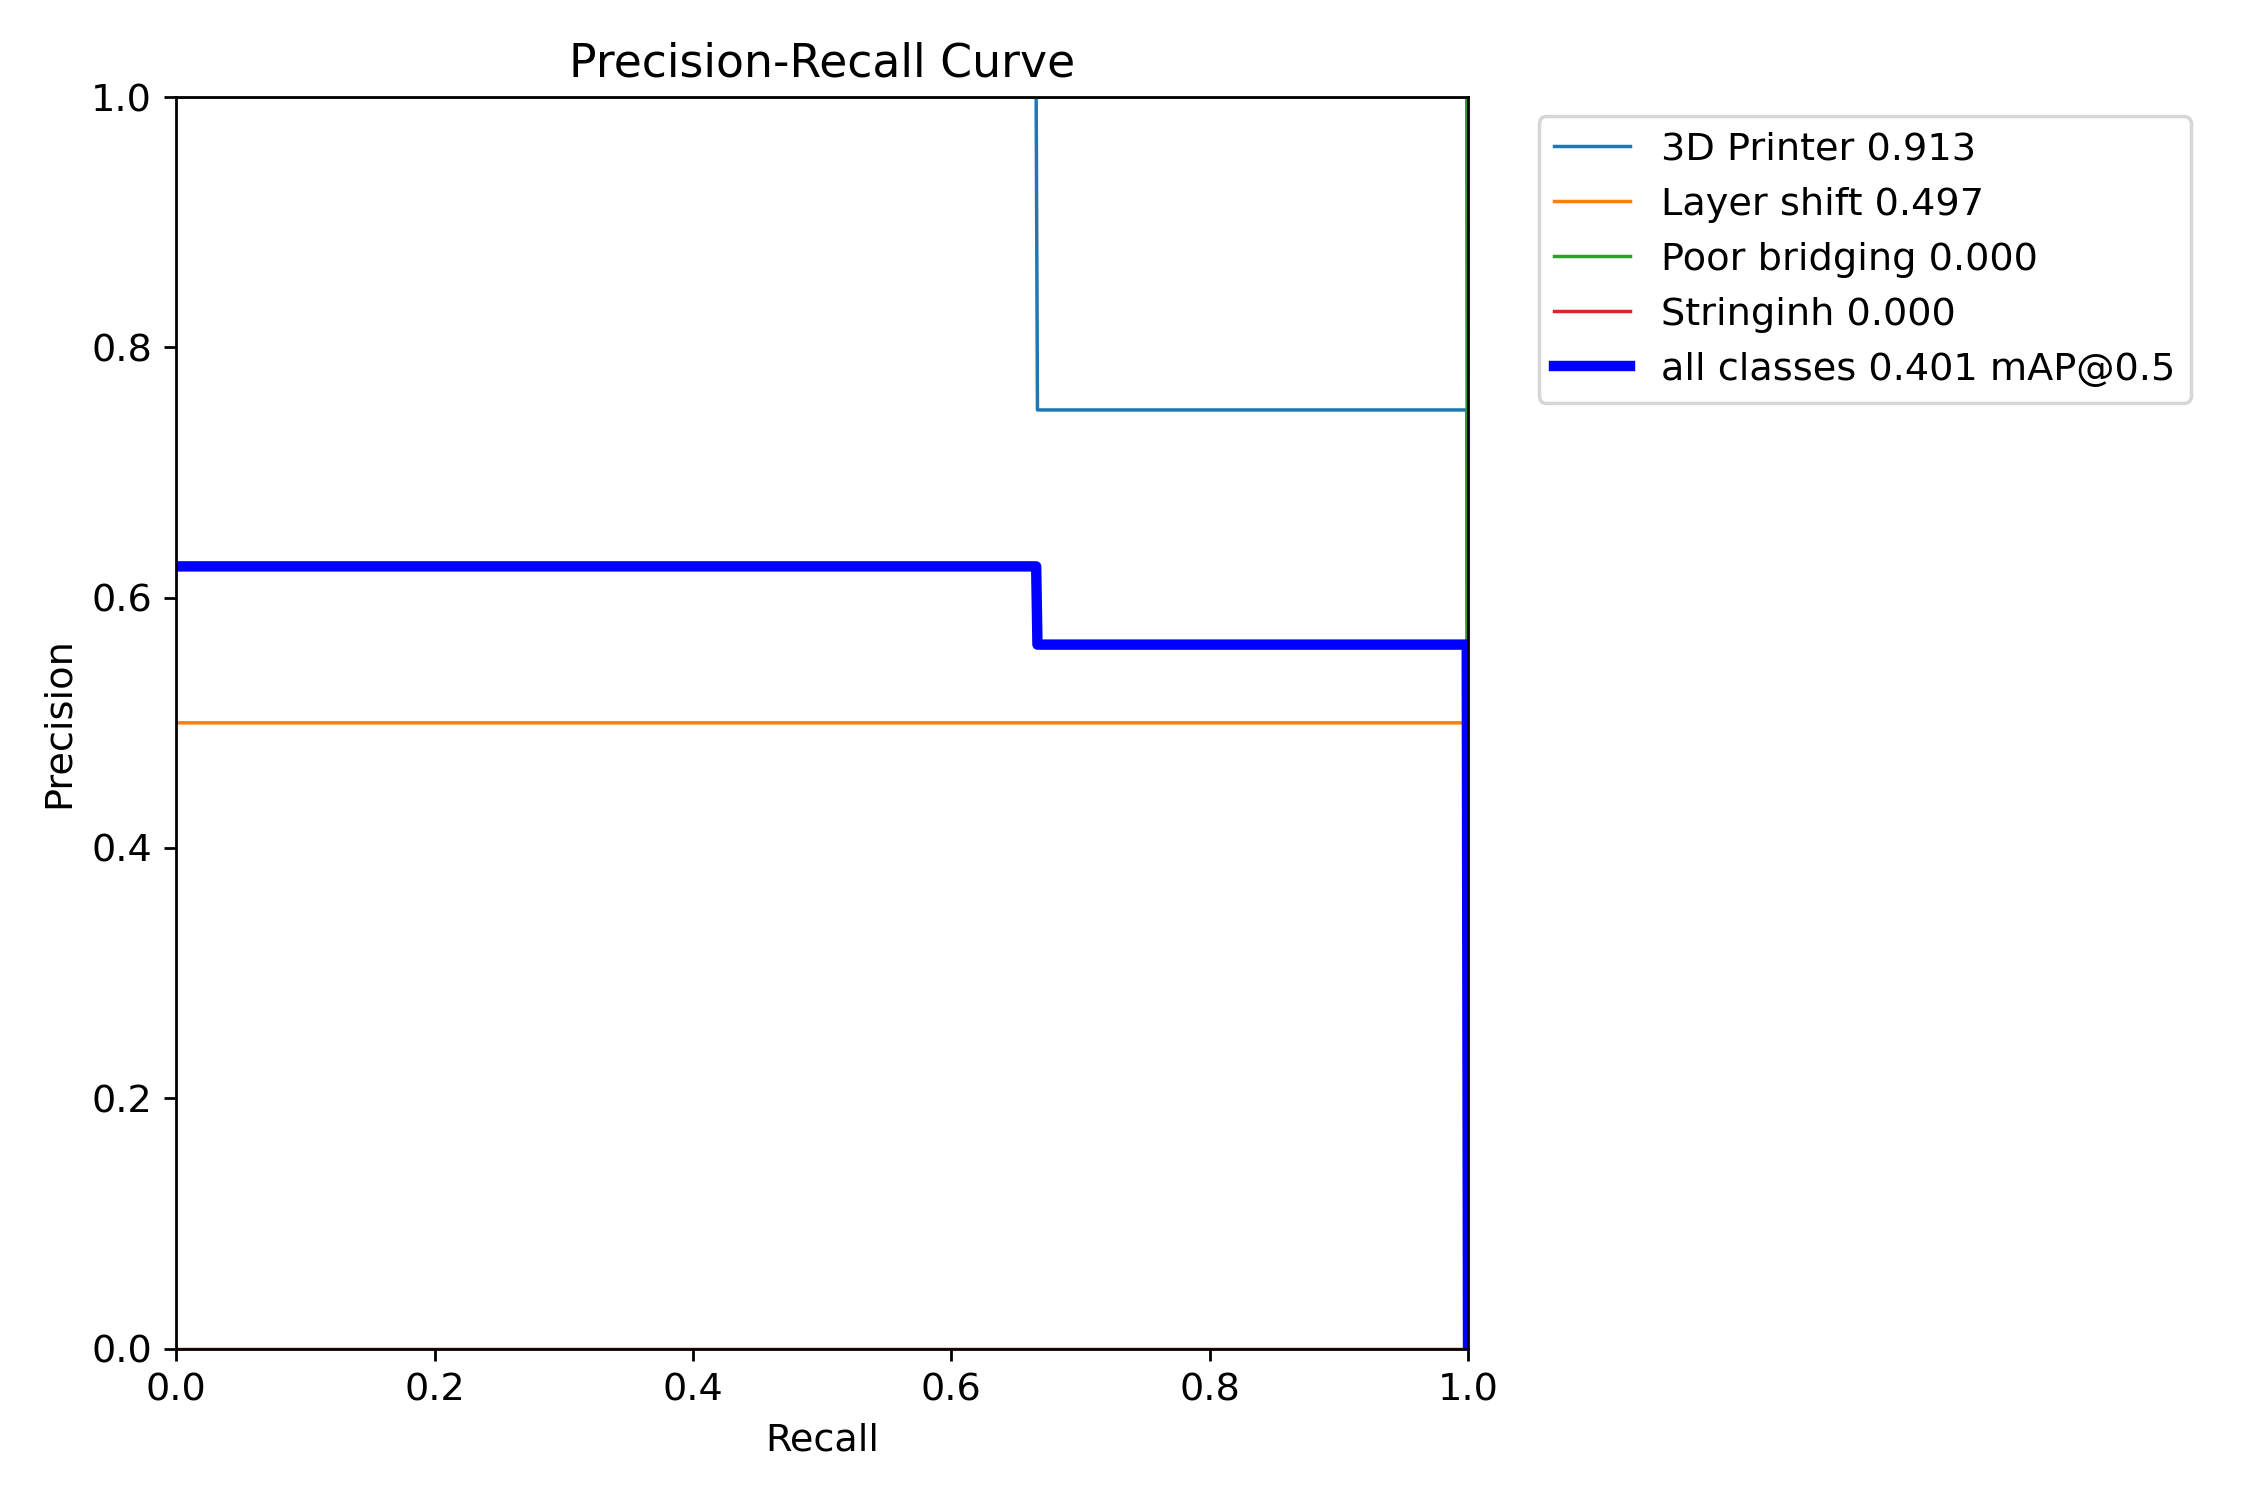 Precision-Recall Curve
1.0
0.8
0.6
0.4
0.2
0.0
Precision
0.0 0.2 0.4 0.6 0.8 1.0
Recall
3D Printer 0.913
Layer shift 0.497
Poor bridging 0.000
Stringinh 0.000
all classes 0.401 mAP@0.5